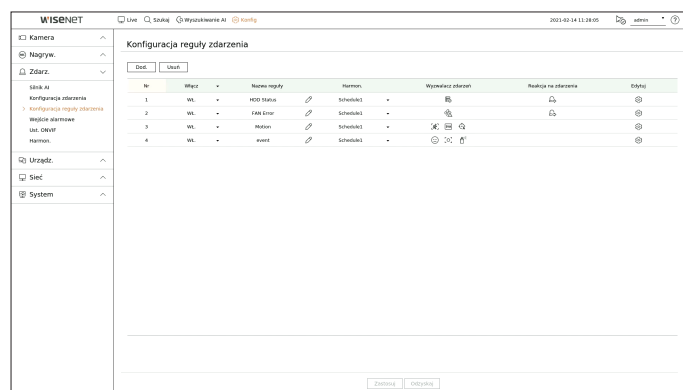 WISENET
Live Szukaj Wyszukiwanie AI Konfig
2021-02-14 11:28:05 admin ?
Kamera
Nagryw.
Zdarz.
Silnik AI
Konfiguracja zdarzenia
> Konfiguracja reguły zdarzenia
Wejście alarmowe
Ust. ONVIF
Harmon.
Urządz.
Sieć
System
Konfiguracja reguły zdarzenia
Dod. Usuń
Nr Włącz Nazwa reguły Harmon. Wyzwalacz zdarzeń Reakcja na zdarzenia Edytuj
1 WŁ. HDD Status Schedule1
2 WŁ. FAN Error Schedule1
3 WŁ. Motion Schedule1
4 WŁ. event Schedule1
Zastosuj Odzyskaj